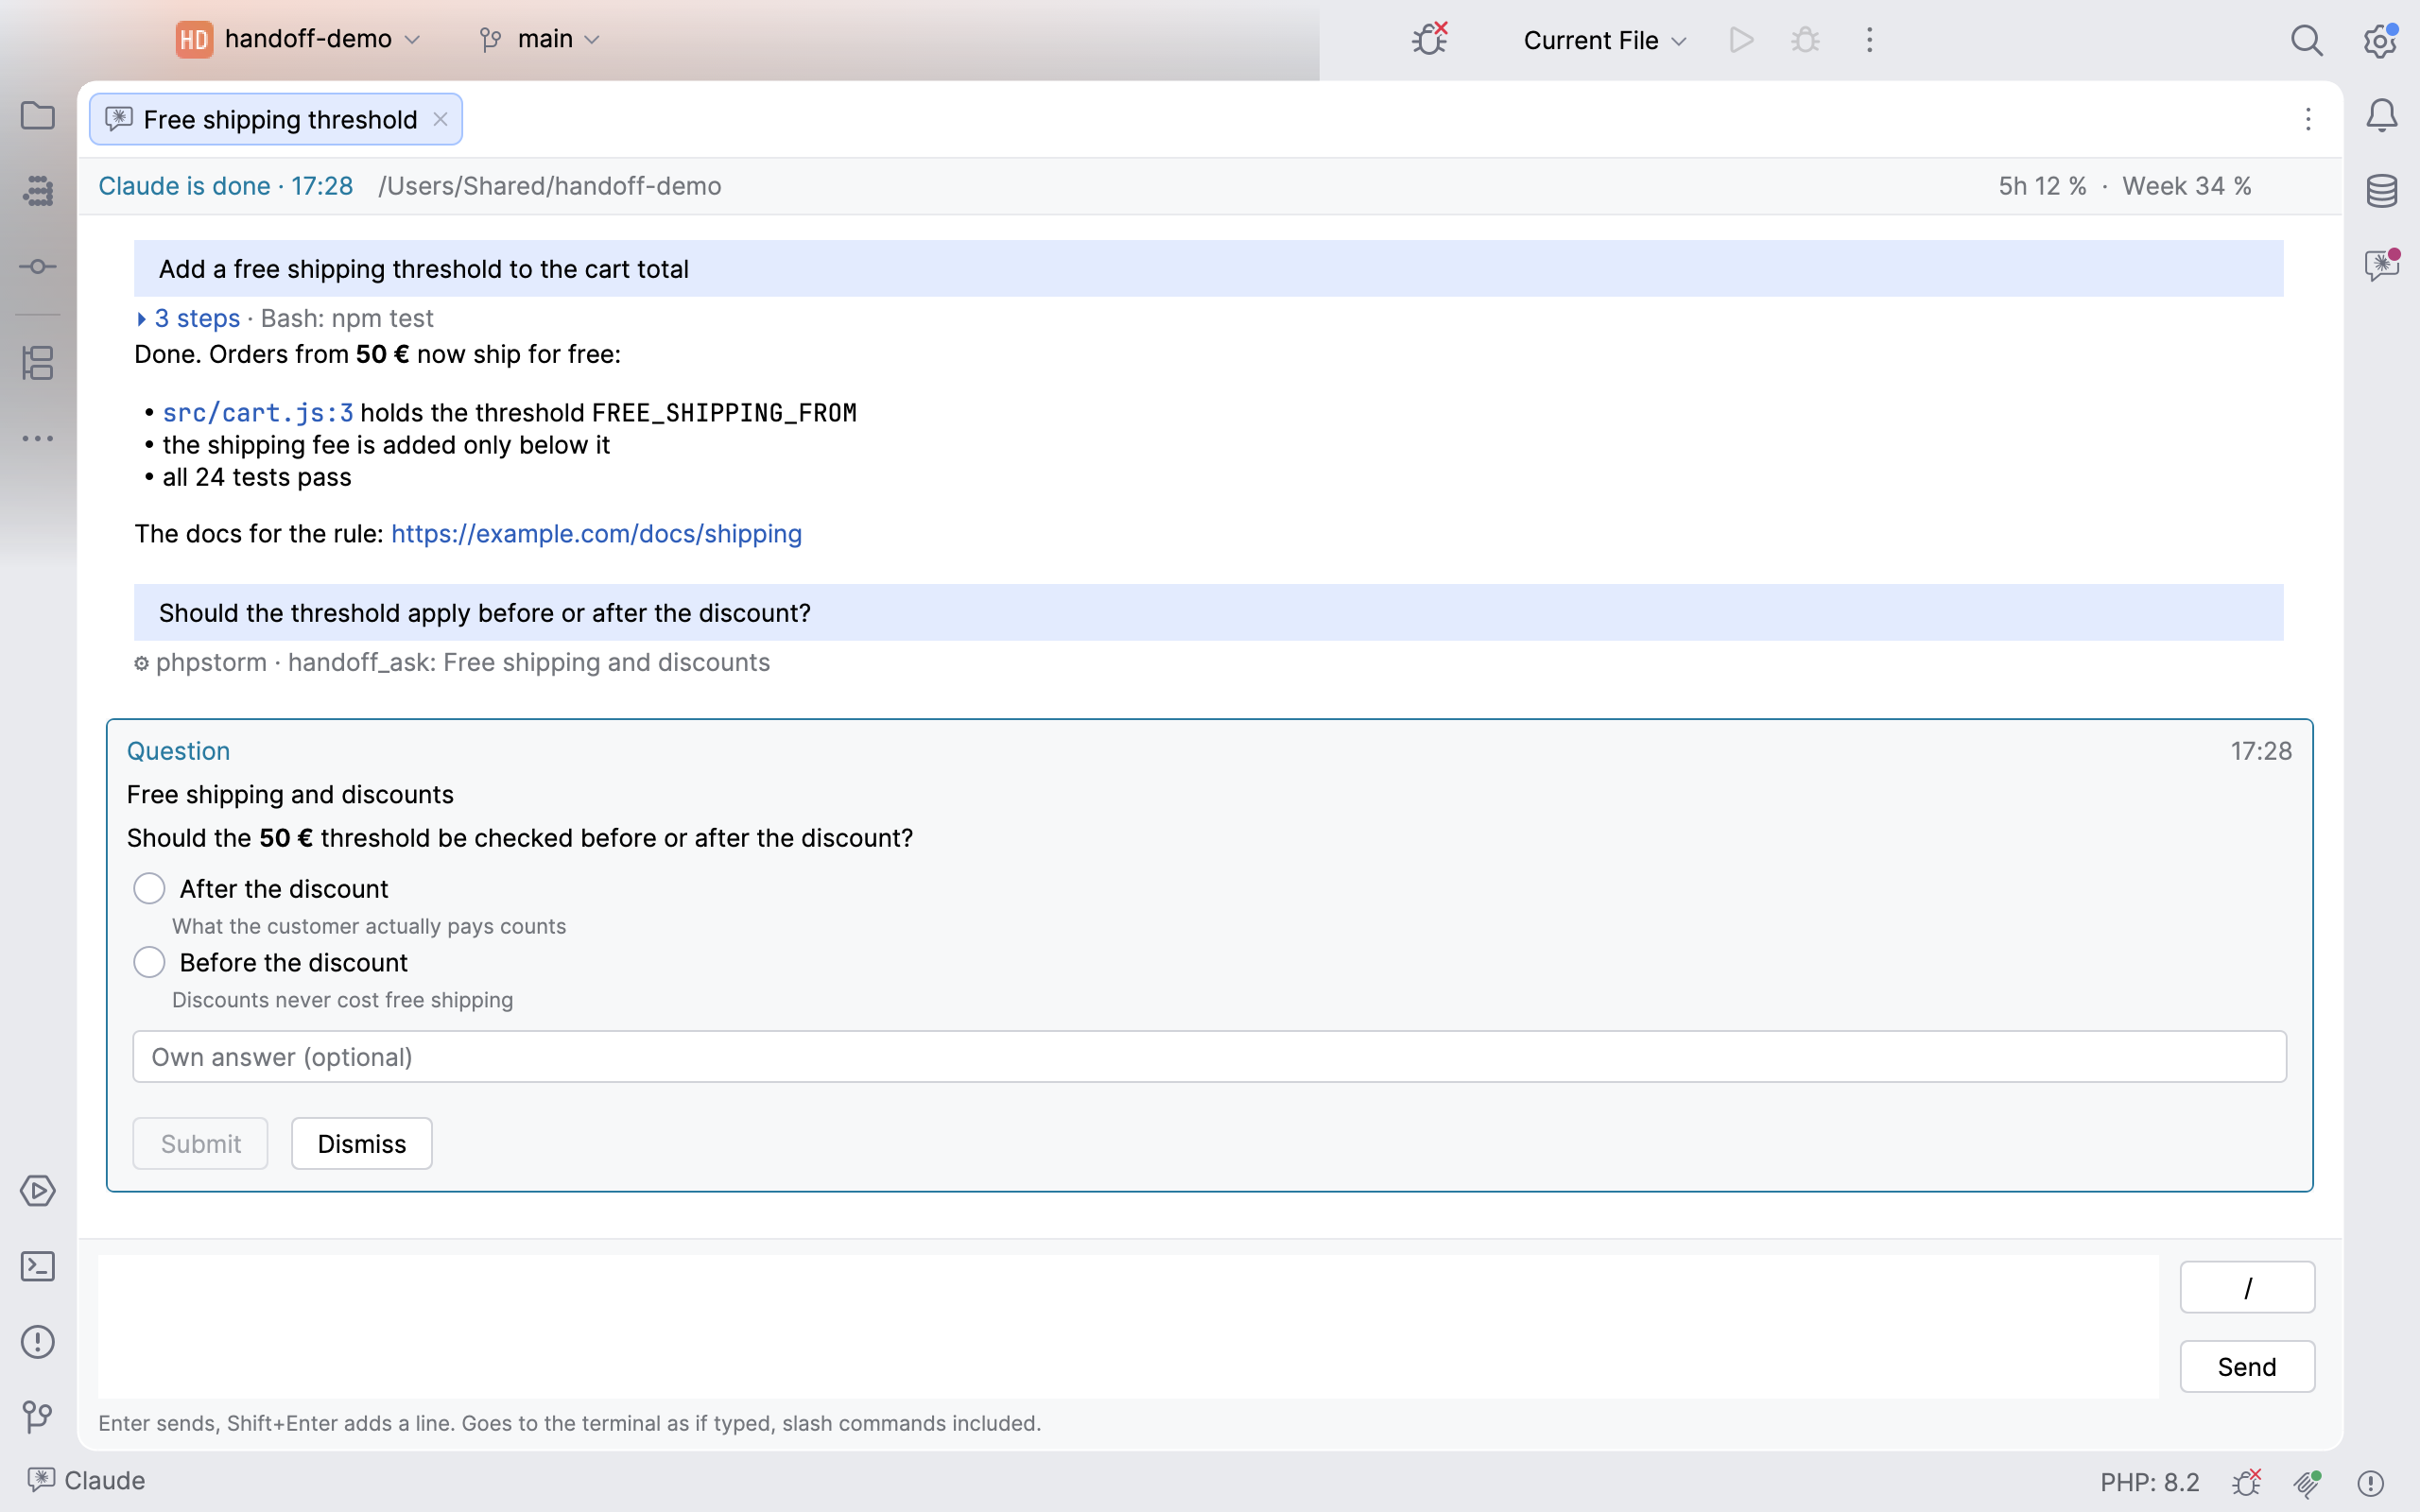 HD handoff-demo main Current File
Free shipping threshold
Claude is done · 17:28 /Users/Shared/handoff-demo 5h 12 % · Week 34 %
Add a free shipping threshold to the cart total
3 steps · Bash: npm test
Done. Orders from 50 € now ship for free:
• src/cart.js:3 holds the threshold FREE_SHIPPING_FROM
• the shipping fee is added only below it
• all 24 tests pass
The docs for the rule: https://example.com/docs/shipping
Should the threshold apply before or after the discount?
phpstorm · handoff_ask: Free shipping and discounts
Question 17:28
Free shipping and discounts
Should the 50 € threshold be checked before or after the discount?
After the discount
What the customer actually pays counts
Before the discount
Discounts never cost free shipping
Own answer (optional)
Submit Dismiss
/
Send
Enter sends, Shift+Enter adds a line. Goes to the terminal as if typed, slash commands included.
Claude PHP: 8.2